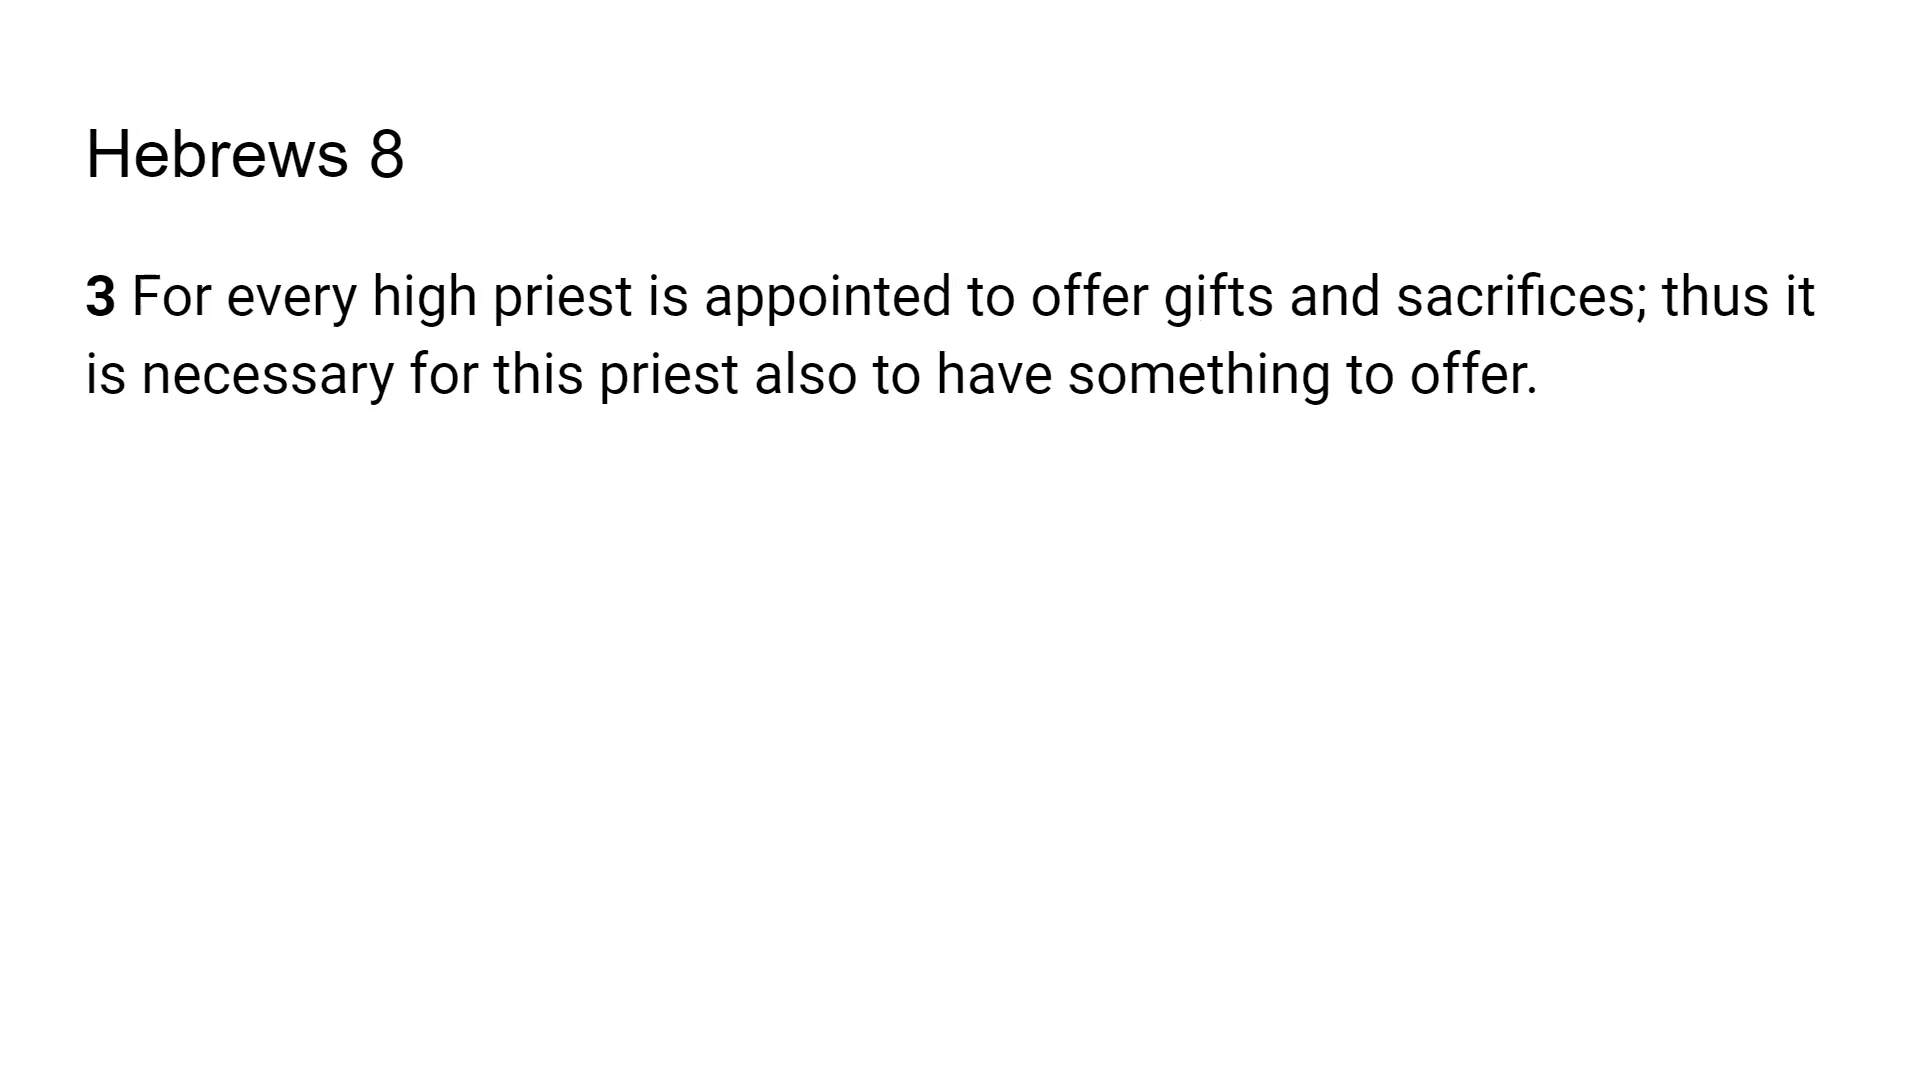 Hebrews 8
3 For every high priest is appointed to offer gifts and sacrifices; thus it
is necessary for this priest also to have something to offer.